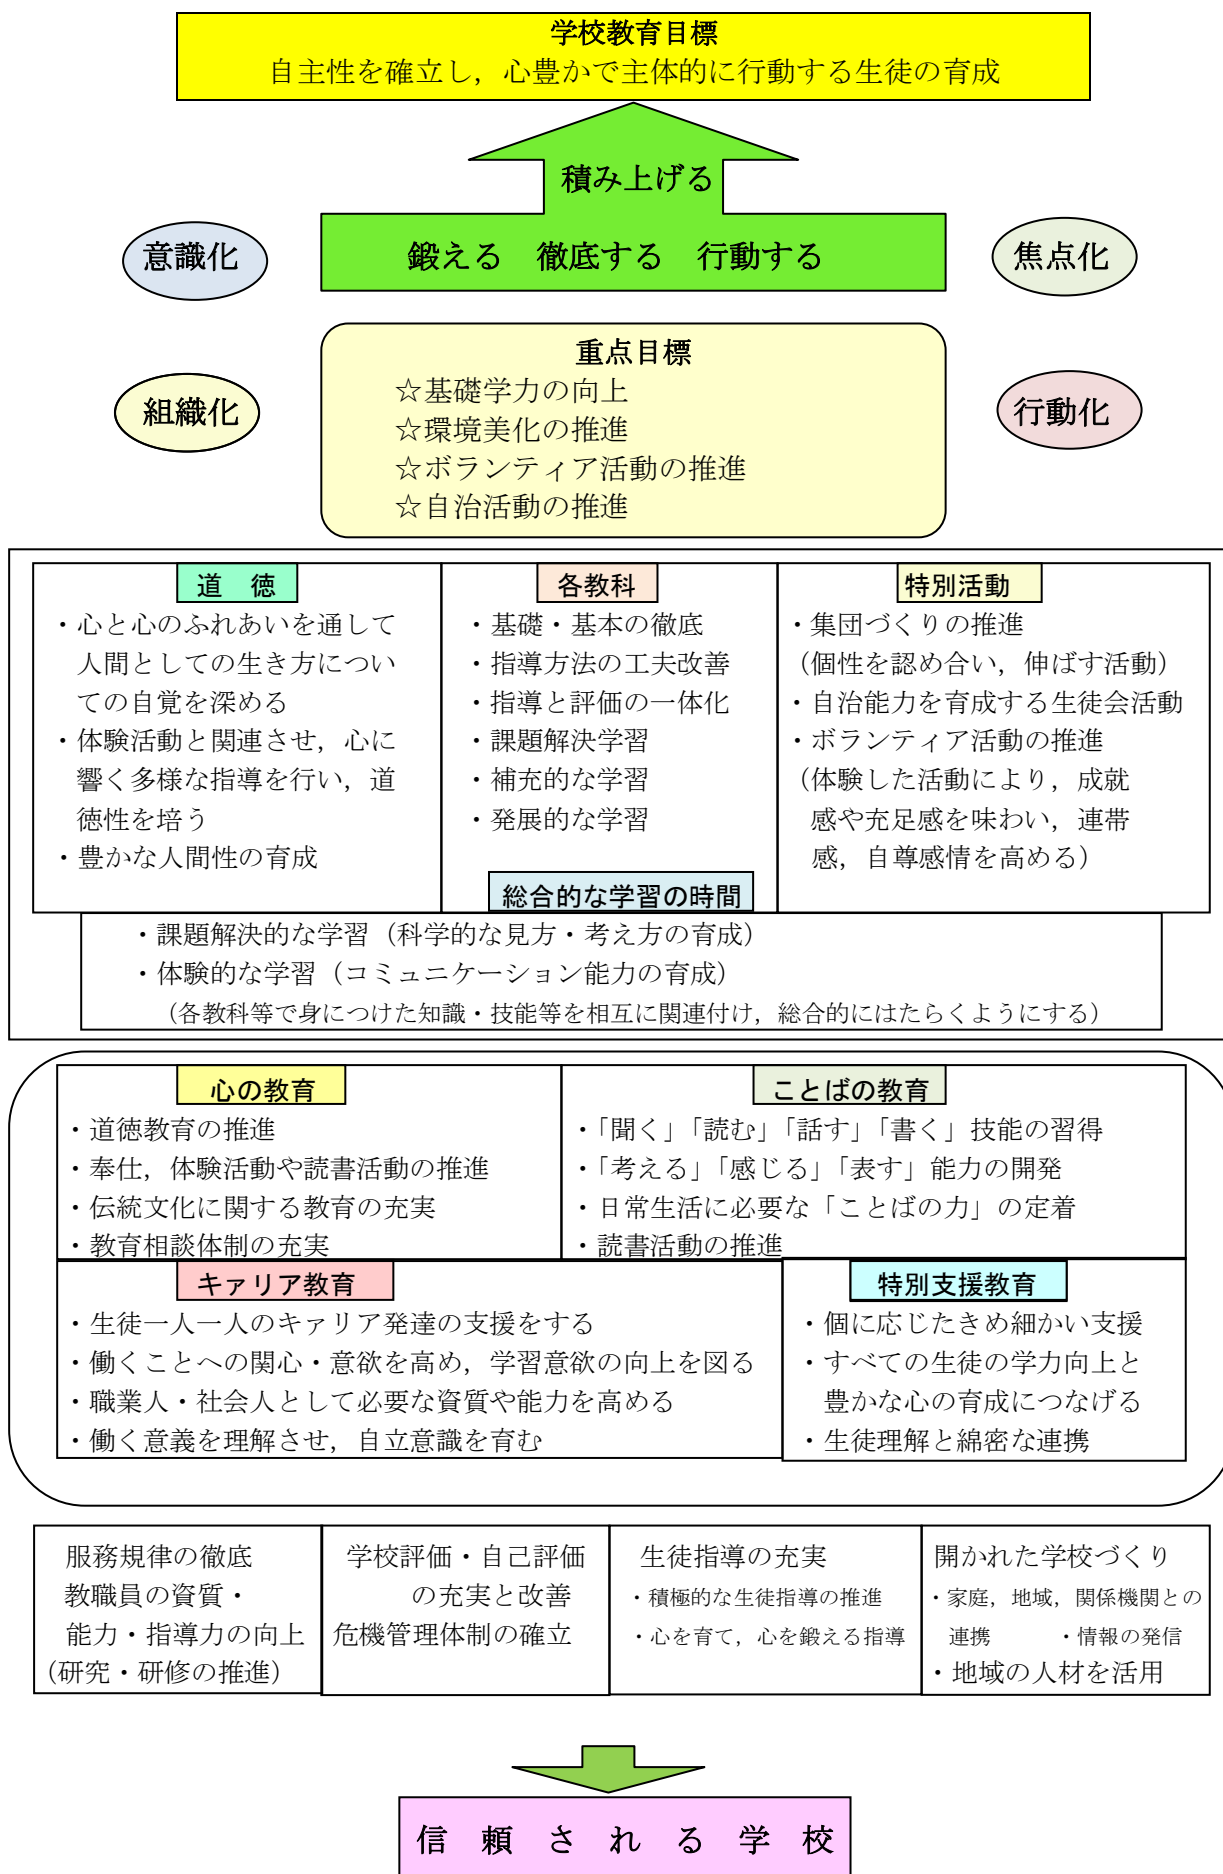 学校教育目標
自主性を確立し，心豊かで主体的に行動する生徒の育成
積み上げる
鍛える　徹底する　行動する
意識化
焦点化
組織化
行動化
重点目標
☆基礎学力の向上
☆環境美化の推進
☆ボランティア活動の推進
☆自治活動の推進
道　徳
・心と心のふれあいを通して
人間としての生き方につい
ての自覚を深める
・体験活動と関連させ，心に
響く多様な指導を行い，道
徳性を培う
・豊かな人間性の育成
各教科
・基礎・基本の徹底
・指導方法の工夫改善
・指導と評価の一体化
・課題解決学習
・補充的な学習
・発展的な学習
特別活動
・集団づくりの推進
（個性を認め合い，伸ばす活動）
・自治能力を育成する生徒会活動
・ボランティア活動の推進
（体験した活動により，成就
感や充足感を味わい，連帯
感，自尊感情を高める）
総合的な学習の時間
・課題解決的な学習（科学的な見方・考え方の育成）
・体験的な学習（コミュニケーション能力の育成）
（各教科等で身につけた知識・技能等を相互に関連付け，総合的にはたらくようにする）
心の教育
・道徳教育の推進
・奉仕，体験活動や読書活動の推進
・伝統文化に関する教育の充実
・教育相談体制の充実
ことばの教育
・「聞く」「読む」「話す」「書く」技能の習得
・「考える」「感じる」「表す」能力の開発
・日常生活に必要な「ことばの力」の定着
・読書活動の推進
キャリア教育
・生徒一人一人のキャリア発達の支援をする
・働くことへの関心・意欲を高め，学習意欲の向上を図る
・職業人・社会人として必要な資質や能力を高める
・働く意義を理解させ，自立意識を育む
特別支援教育
・個に応じたきめ細かい支援
・すべての生徒の学力向上と
豊かな心の育成につなげる
・生徒理解と綿密な連携
服務規律の徹底
教職員の資質・
能力・指導力の向上
（研究・研修の推進）
学校評価・自己評価
の充実と改善
危機管理体制の確立
生徒指導の充実
・積極的な生徒指導の推進
・心を育て，心を鍛える指導
開かれた学校づくり
・家庭，地域，関係機関との
連携　　　・情報の発信
・地域の人材を活用
信　頼　さ　れ　る　学　校